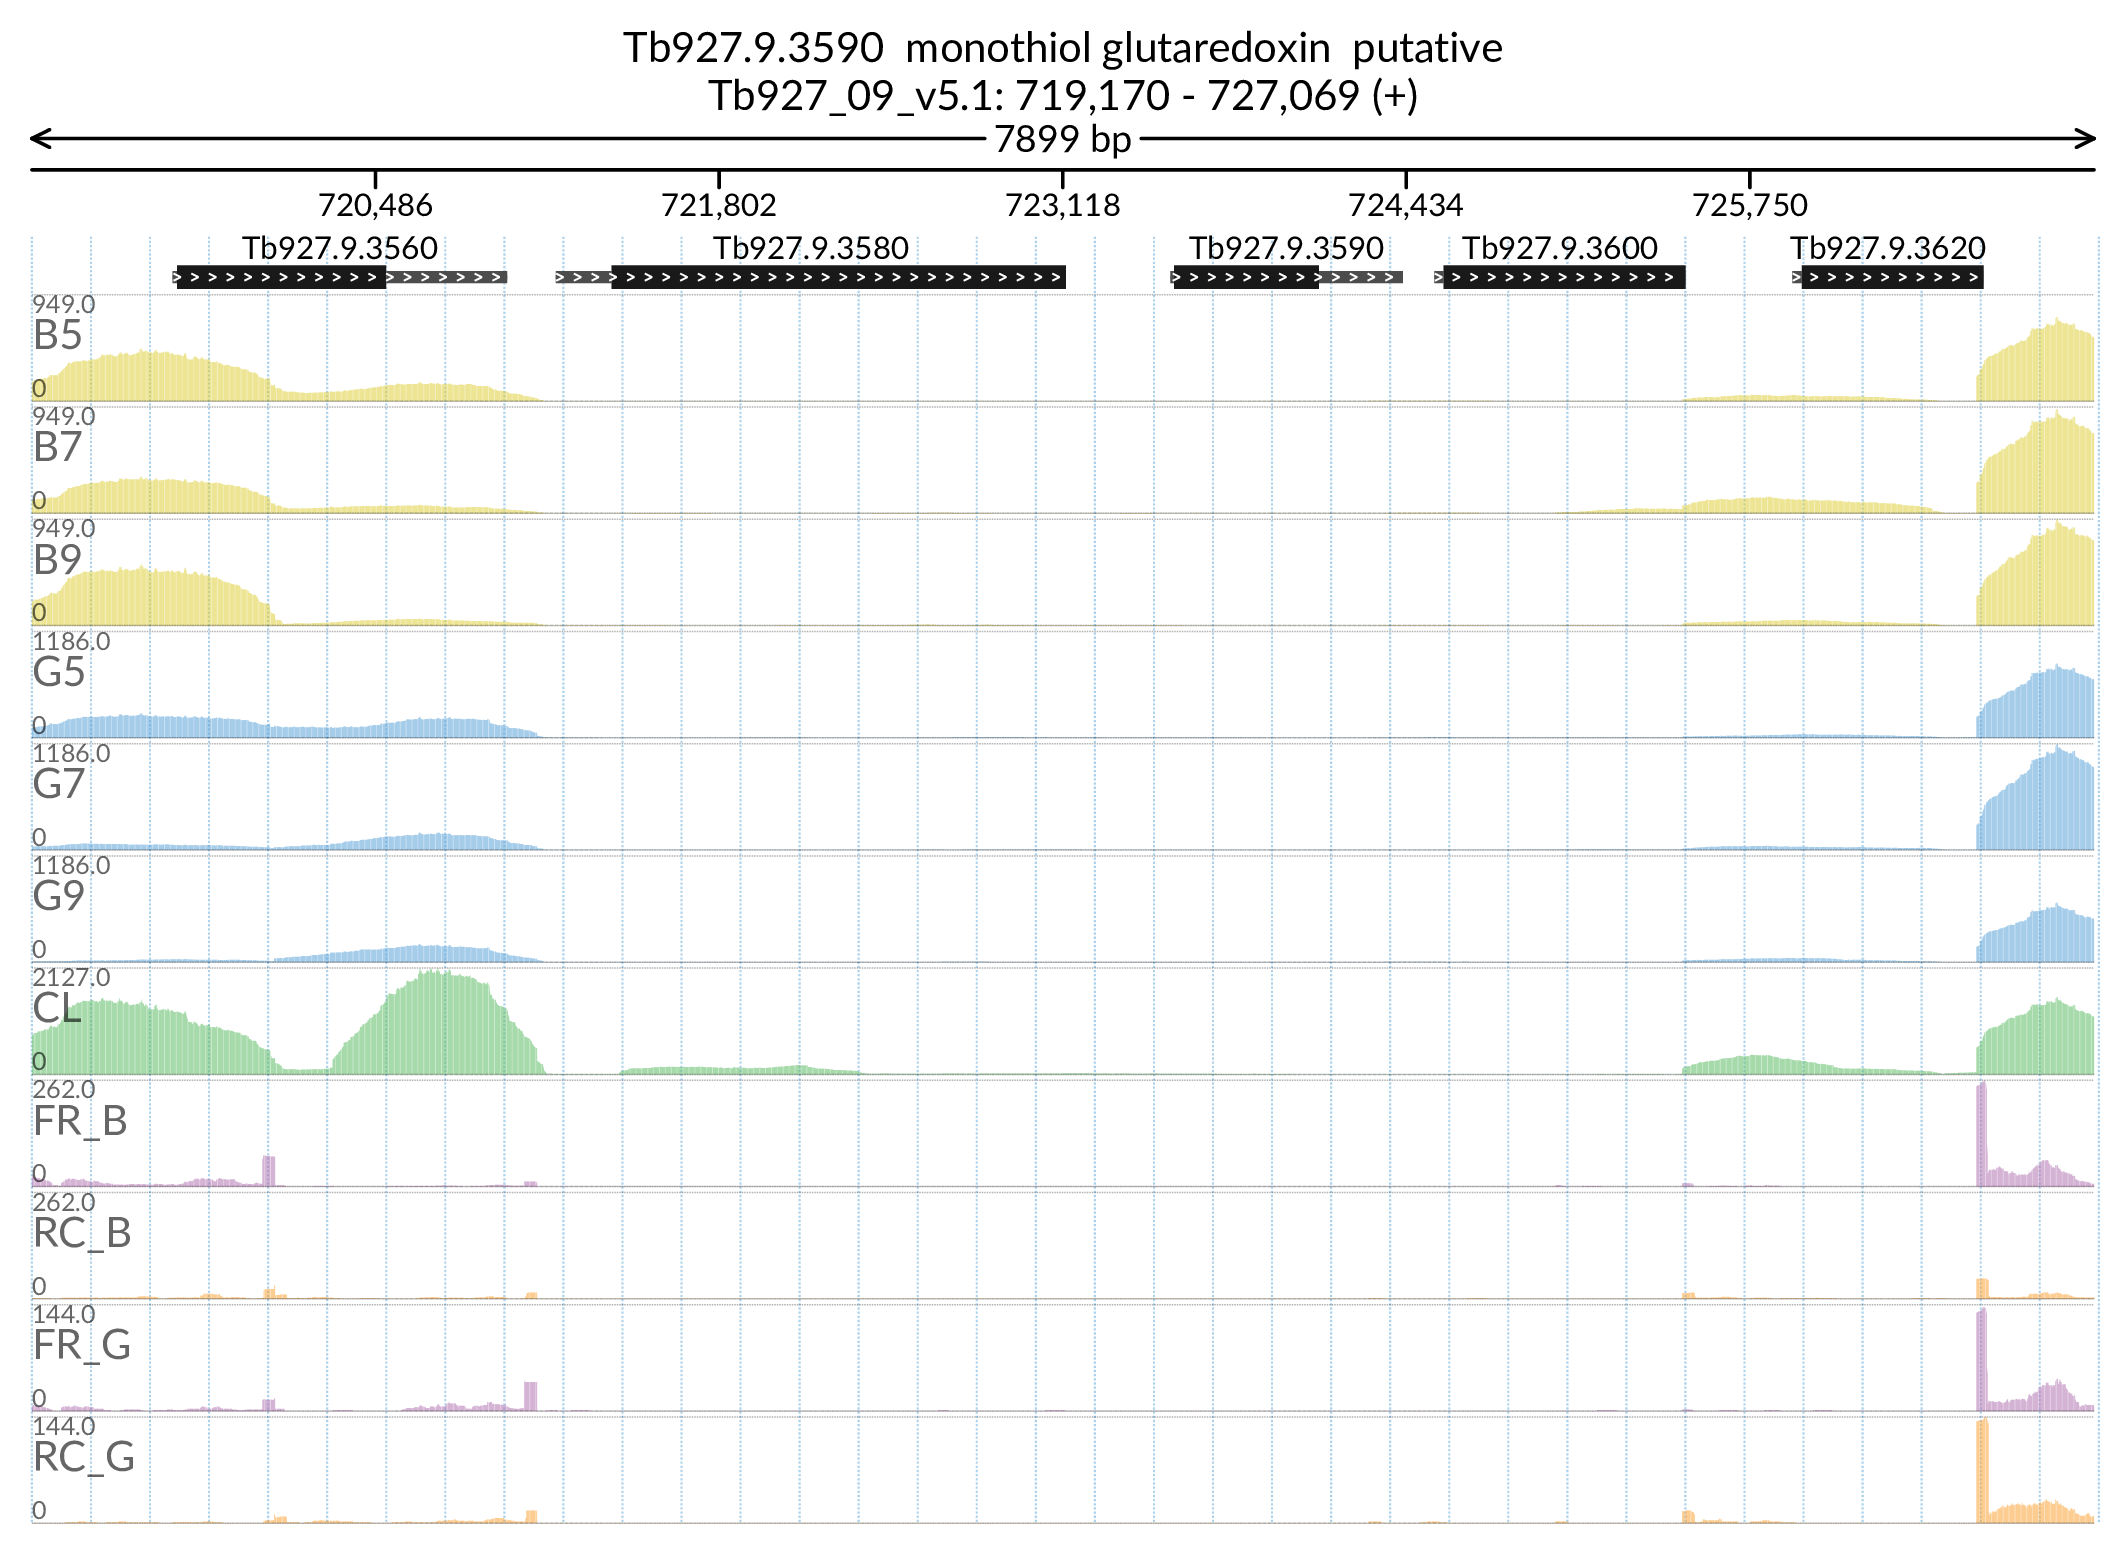 Tb927.9.3590 monothiol glutaredoxin putative
Tb927_09_v5.1: 719,170 - 727,069 (+)
7899 bp
720,486 721,802 723,118 724,434 725,750
Tb927.9.3560 Tb927.9.3580 Tb927.9.3590 Tb927.9.3600 Tb927.9.3620
949.0
B5
0
949.0
B7
0
949.0
B9
0
1186.0
G5
0
1186.0
G7
0
1186.0
G9
0
2127.0
CL
0
262.0
FR_B
0
262.0
RC_B
0
144.0
FR_G
0
144.0
RC_G
0